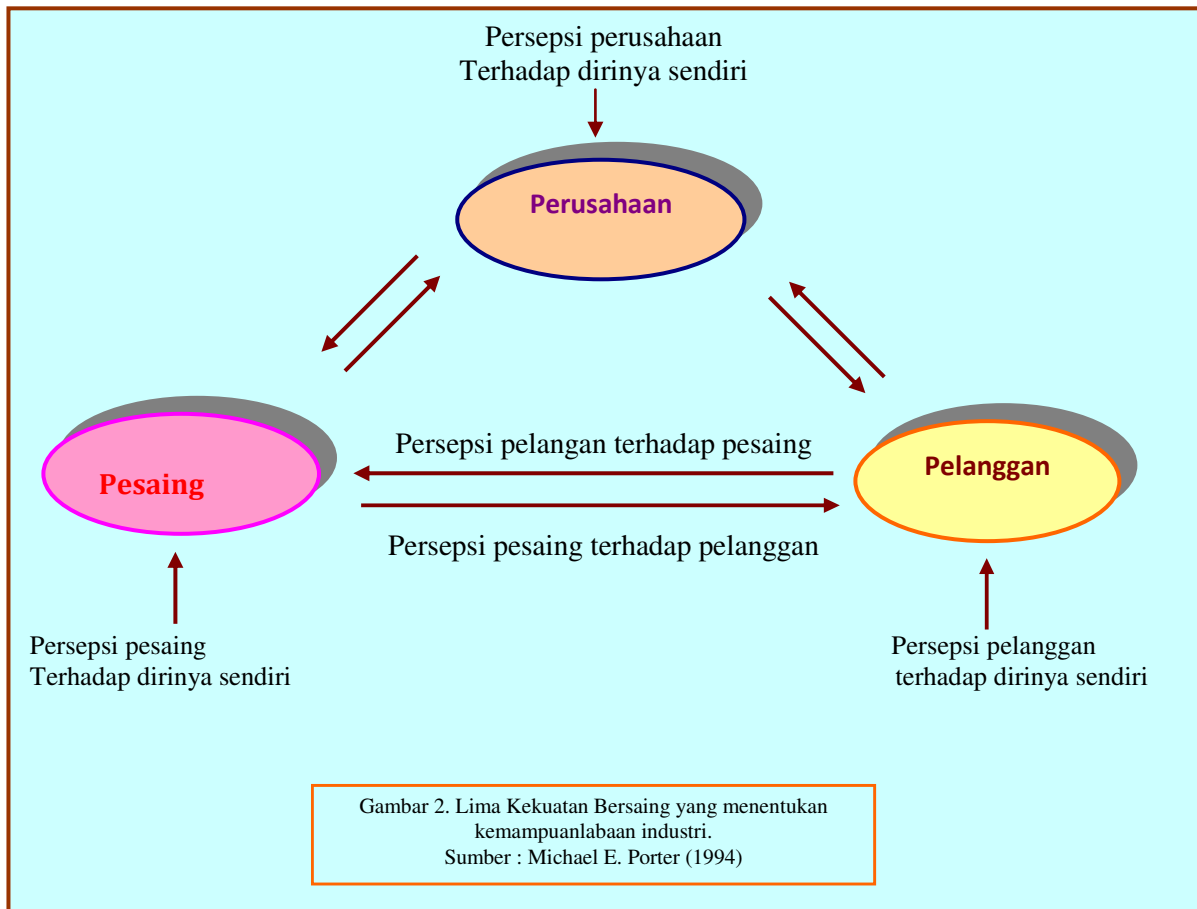 Persepsi perusahaan
Terhadap dirinya sendiri
Perusahaan
Persepsi pelangan terhadap pesaing
Pesaing
Pelanggan
Persepsi pesaing terhadap pelanggan
Persepsi pesaing
Terhadap dirinya sendiri
Persepsi pelanggan
terhadap dirinya sendiri
Gambar 2. Lima Kekuatan Bersaing yang menentukan
kemampuanlabaan industri.
Sumber : Michael E. Porter (1994)